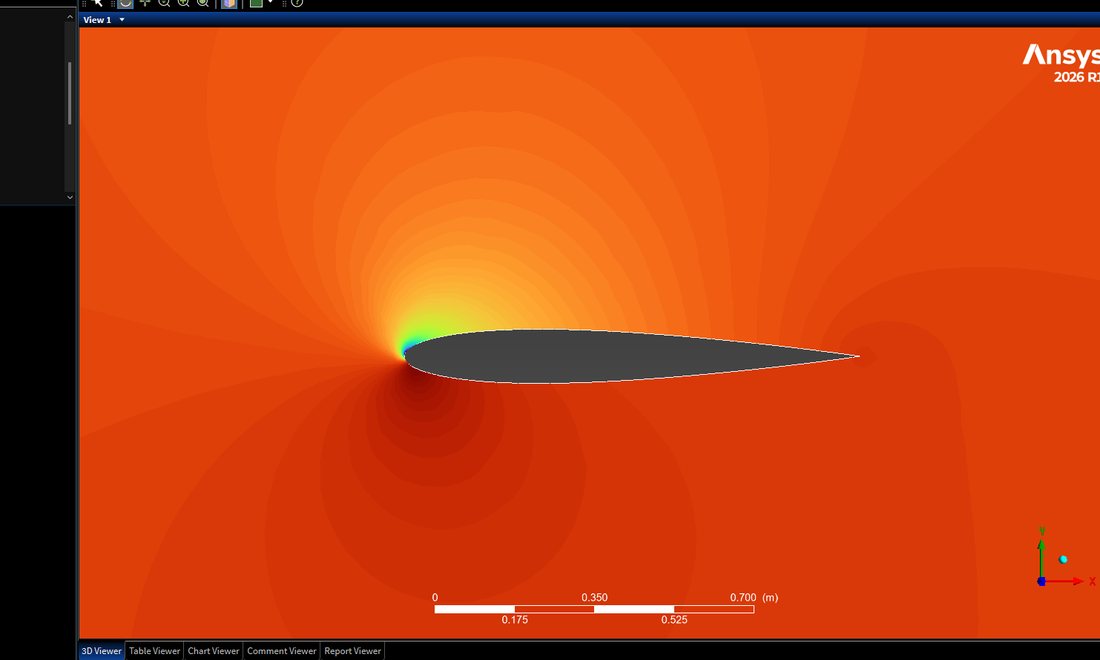 View 1
Ansys
2026 R1
0 0.350 0.700 (m)
0.175 0.525
Y
X
3D Viewer Table Viewer Chart Viewer Comment Viewer Report Viewer